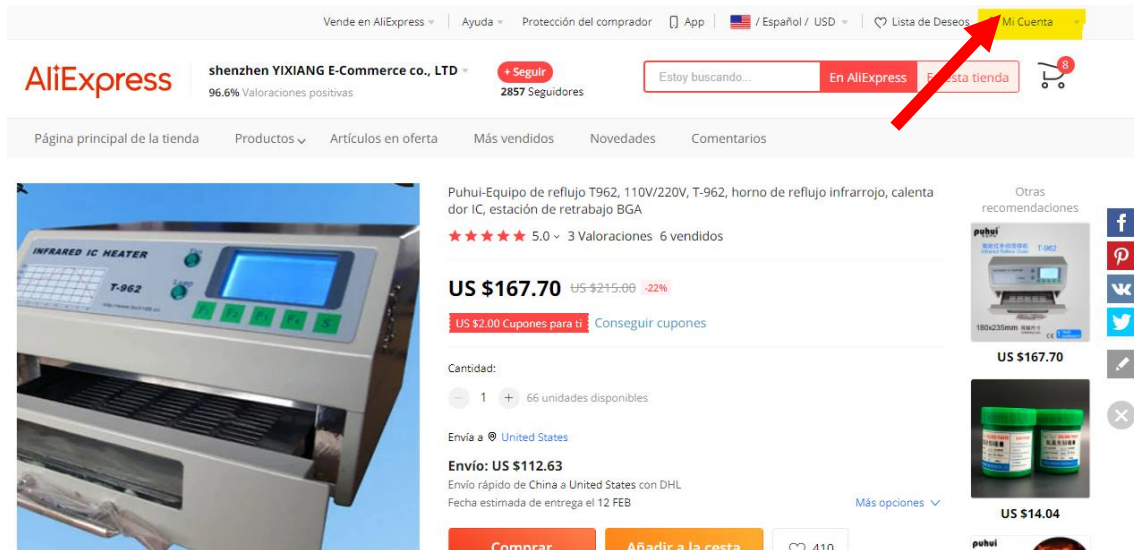 Vende en AliExpress
Ayuda
Protección del comprador
App
/ Español / USD
Lista de Deseos
Mi Cuenta
AliExpress
shenzhen YIXIANG E-Commerce co., LTD
96.6% Valoraciones positivas
+ Seguir
2857 Seguidores
Estoy buscando...
En AliExpress
tienda
8
Página principal de la tienda
Productos
Artículos en oferta
Más vendidos
Novedades
Comentarios
INFRARED IC HEATER
T-962
Fan
Lamp
F1 F2 F3 F4 S
Puhui-Equipo de reflujo T962, 110V/220V, T-962, horno de reflujo infrarrojo, calenta
dor IC, estación de retrabajo BGA
5.0
3 Valoraciones
6 vendidos
US $167.70 US $215.00 -22%
US $2.00 Cupones para ti
Conseguir cupones
Cantidad:
− 1 + 66 unidades disponibles
Envía a United States
Envío: US $112.63
Envío rápido de China a United States con DHL
Fecha estimada de entrega el 12 FEB
Más opciones
Comprar
Añadir a la cesta
410
Otras
recomendaciones
puhui
T-962
180x235mm
US $167.70
US $14.04
puhui